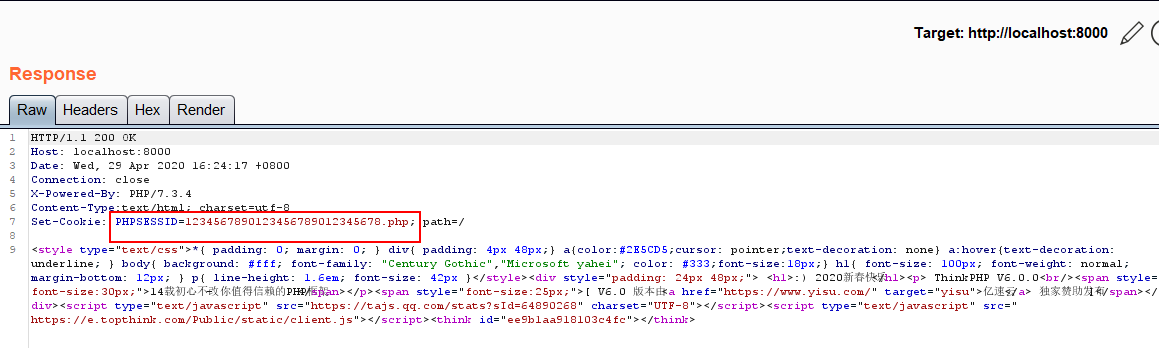 Target: http://localhost:8000
Response
Raw Headers Hex Render
1 HTTP/1.1 200 OK
2 Host: localhost:8000
3 Date: Wed, 29 Apr 2020 16:24:17 +0800
4 Connection: close
5 X-Powered-By: PHP/7.3.4
6 Content-Type:text/html; charset=utf-8
7 Set-Cookie: PHPSESSID=1234567890123456789012345678.php; path=/
8
9 <style type="text/css">*{ padding: 0; margin: 0; } div{ padding: 4px 48px;} a{color:#2E5CD5;cursor: pointer;text-decoration: none} a:hover{text-decoration:
underline; } body{ background: #fff; font-family: "Century Gothic","Microsoft yahei"; color: #333;font-size:18px;} h1{ font-size: 100px; font-weight: normal;
margin-bottom: 12px; } p{ line-height: 1.6em; font-size: 42px }</style><div style="padding: 24px 48px;"> <h1>:) 2020新春快乐</h1><p> ThinkPHP V6.0.0<br/><span style=
"font-size:30px;">14载初心不改你值得信赖的PHP框架</span></p><span style="font-size:25px;">[ V6.0 版本由 <a href="https://www.yisu.com/" target="yisu">亿速云</a> 独家赞助发布 ]</span></
div><script type="text/javascript" src="https://tajs.qq.com/stats?sId=64890268" charset="UTF-8"></script><script type="text/javascript" src="
https://e.topthink.com/Public/static/client.js"></script><think id="ee9b1aa918103c4fc"></think>